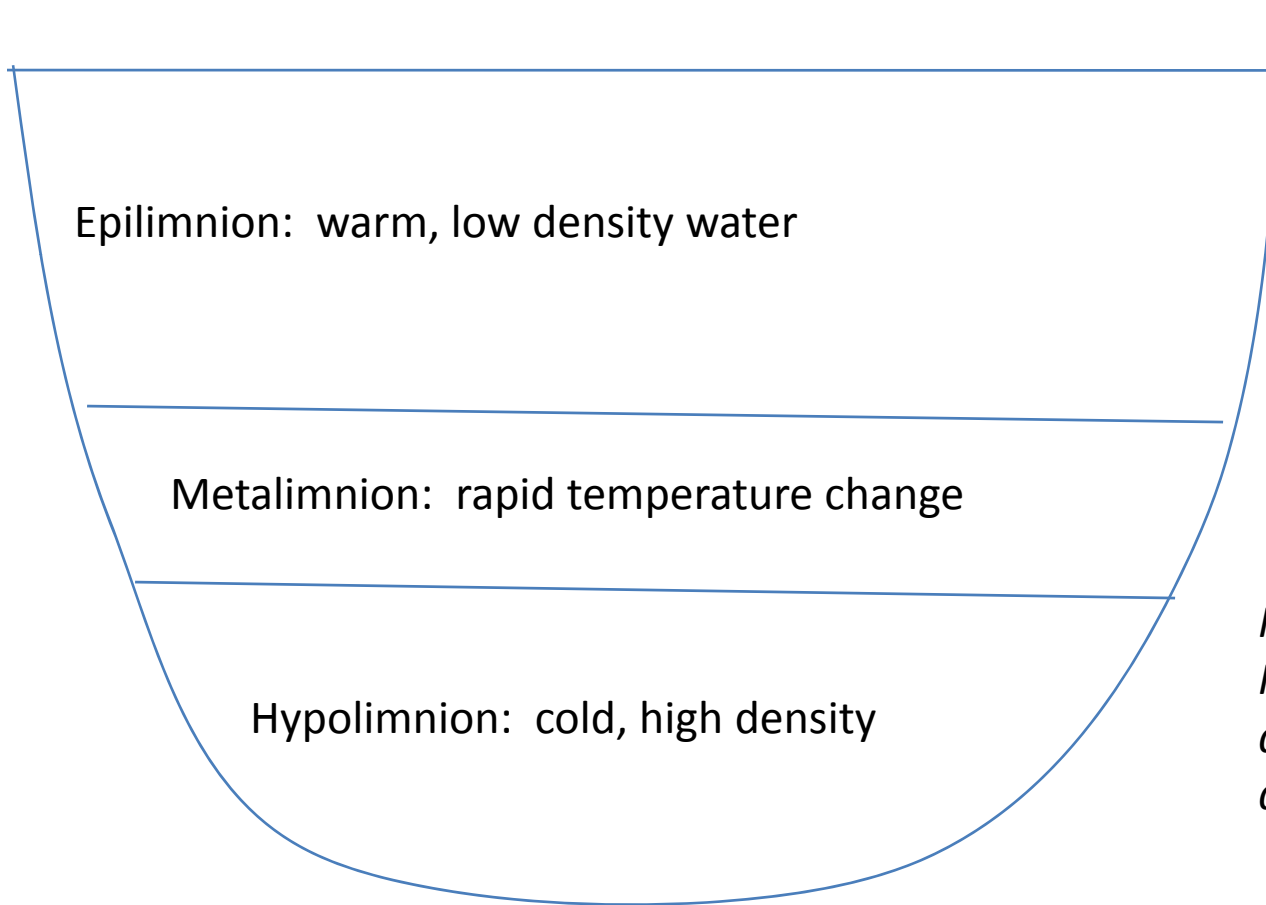 Epilimnion:  warm, low density water
Metalimnion:  rapid temperature change
Hypolimnion:  cold, high density